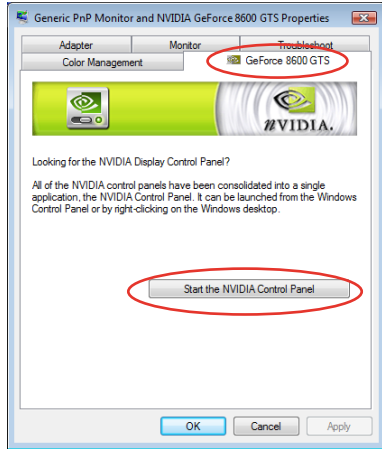 Generic PnP Monitor and NVIDIA GeForce 8600 GTS Properties
Adapter
Monitor
Troubleshoot
Color Management
GeForce 8600 GTS
NVIDIA.
Looking for the NVIDIA Display Control Panel?
All of the NVIDIA control panels have been consolidated into a single
application, the NVIDIA Control Panel. It can be launched from the Windows
Control Panel or by right-clicking on the Windows desktop.
Start the NVIDIA Control Panel
OK
Cancel
Apply